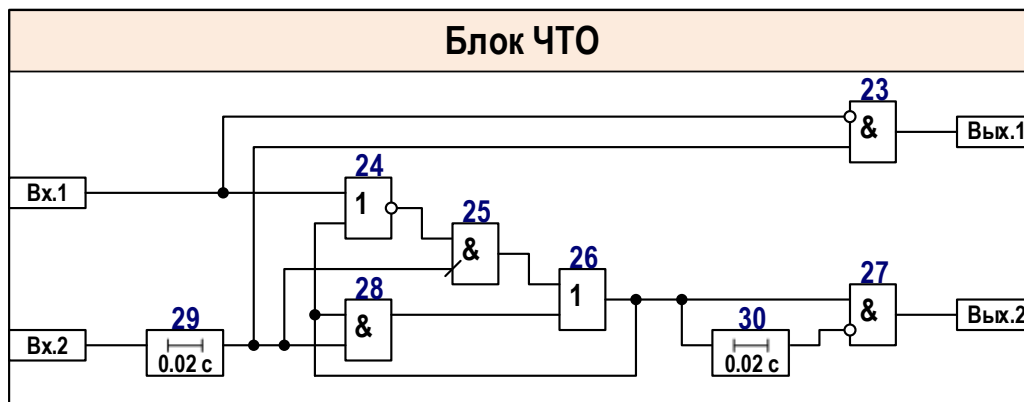 Блок ЧТО
23
&
Вых.1
24
Вх.1
1
25
&
26
28
1
27
&
&
29
30
Вых.2
Вх.2
0.02 с
0.02 с